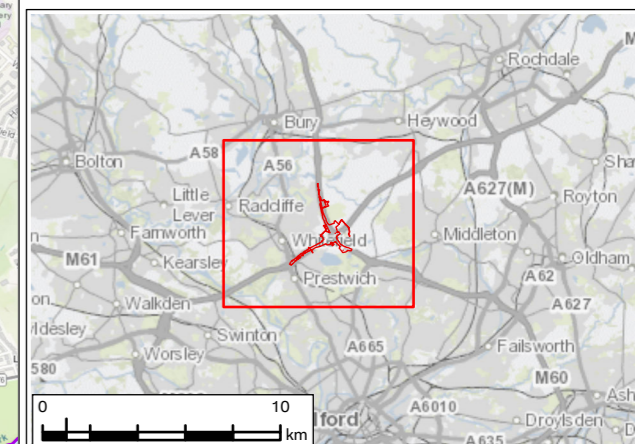 Rochdale
Bury
Heywood
Bolton
A58
A56
A627(M)
Little
Lever
Radcliffe
Royton
Farnworth
Whitefield
Middleton
M61
Kearsley
Oldham
Prestwich
A62
Walkden
A627
Swinton
A665
Failsworth
Worsley
M60
A6010
Droylsden
A635
0 10
km